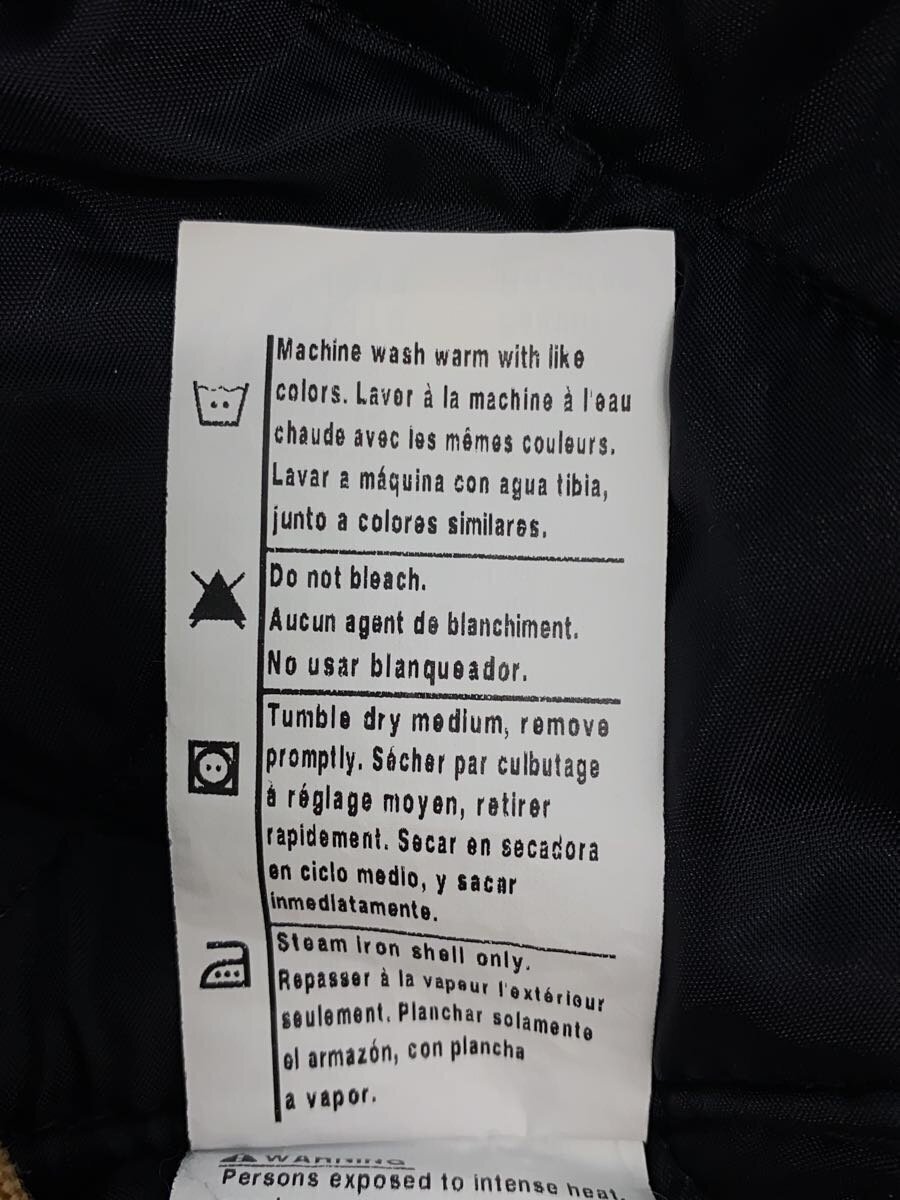 Machine wash warm with like
colors. Laver à la machine à l'eau
chaude avec les mêmes couleurs.
Lavar a máquina con agua tibia,
junto a colores similares.
Do not bleach.
Aucun agent de blanchiment.
No usar blanqueador.
Tumble dry medium, remove
promptly. Sécher par culbutage
à réglage moyen, retirer
rapidement. Secar en secadora
en ciclo medio, y sacar
inmediatamente.
Steam iron shell only.
Repasser à la vapeur l'extérieur
seulement. Planchar solamente
el armazón, con plancha
a vapor.
WARNING
Persons exposed to intense heat,